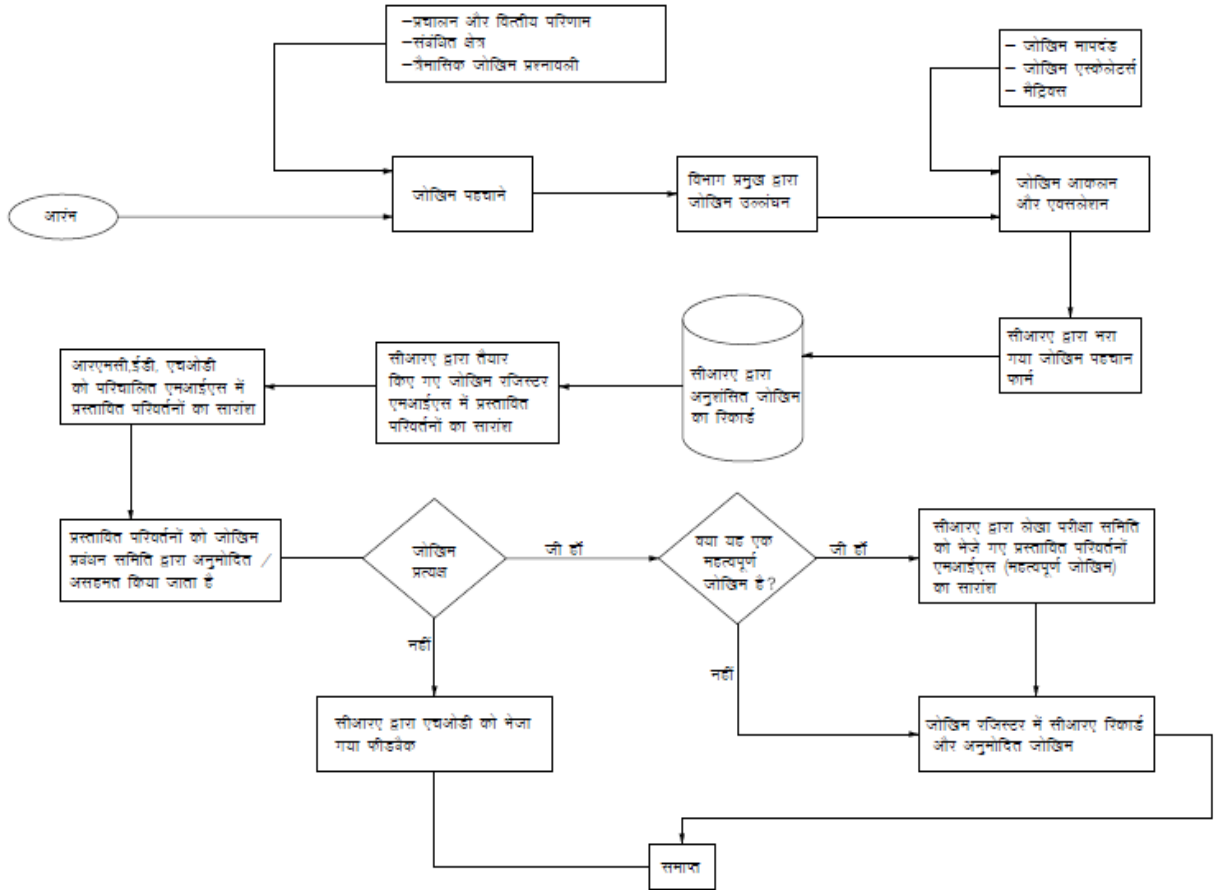 –प्रचालन और वित्तीय परिणाम
–संबंधित क्षेत्र
–त्रैमासिक जोखिम प्रश्नावली
– जोखिम मापदंड
– जोखिम एस्केलेटर्स
– मैट्रिक्स
आरंभ
जोखिम पहचाने
विभाग प्रमुख द्वारा
जोखिम उल्लंघन
जोखिम आकलन
और एक्सलेशन
सीआरए द्वारा भरा
गया जोखिम पहचान
फार्म
सीआरए द्वारा
अनुशंसित जोखिम
का रिकार्ड
सीआरए द्वारा तैयार
किए गए जोखिम रजिस्टर
एमआईएस में प्रस्तावित
परिवर्तनों का सारांश
आरएमसी,ईडी, एचओडी
को परिचालित एमआईएस में
प्रस्तावित परिवर्तनों का सारांश
प्रस्तावित परिवर्तनों को जोखिम
प्रबंधन समिति द्वारा अनुमोदित /
असहमत किया जाता है
जोखिम
प्रत्यक्ष
जी हाँ
क्या यह एक
महत्वपूर्ण
जोखिम है?
जी हाँ
सीआरए द्वारा लेखा परीक्षा समिति
को भेजे गए प्रस्तावित परिवर्तनों
एमआईएस (महत्वपूर्ण जोखिम)
का सारांश
नहीं
नहीं
सीआरए द्वारा एचओडी को भेजा
गया फीडबैक
जोखिम रजिस्टर में सीआरए रिकार्ड
और अनुमोदित जोखिम
समाप्त